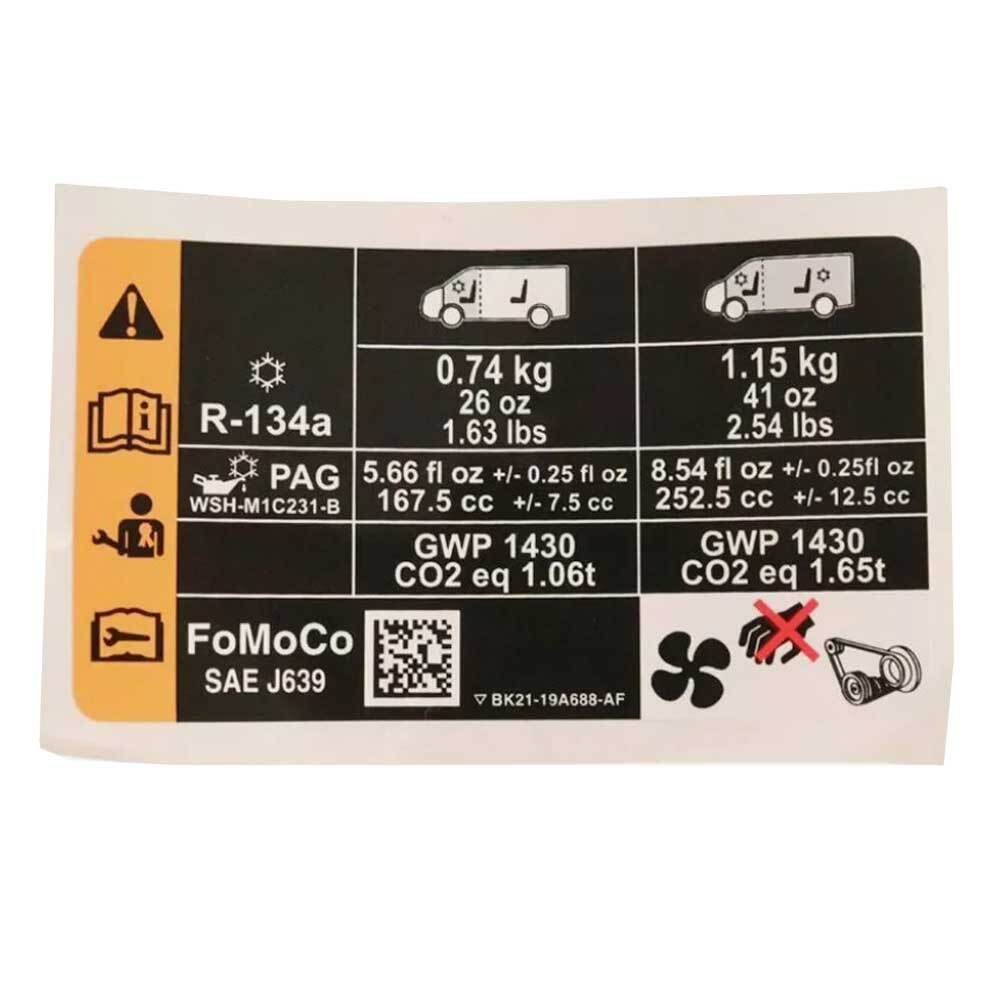 R-134a
0.74 kg
26 oz
1.63 lbs
1.15 kg
41 oz
2.54 lbs
PAG
WSH-M1C231-B
5.66 fl oz +/- 0.25 fl oz
167.5 cc +/- 7.5 cc
8.54 fl oz +/- 0.25fl oz
252.5 cc +/- 12.5 cc
GWP 1430
CO2 eq 1.06t
GWP 1430
CO2 eq 1.65t
FoMoCo
SAE J639
BK21-19A688-AF